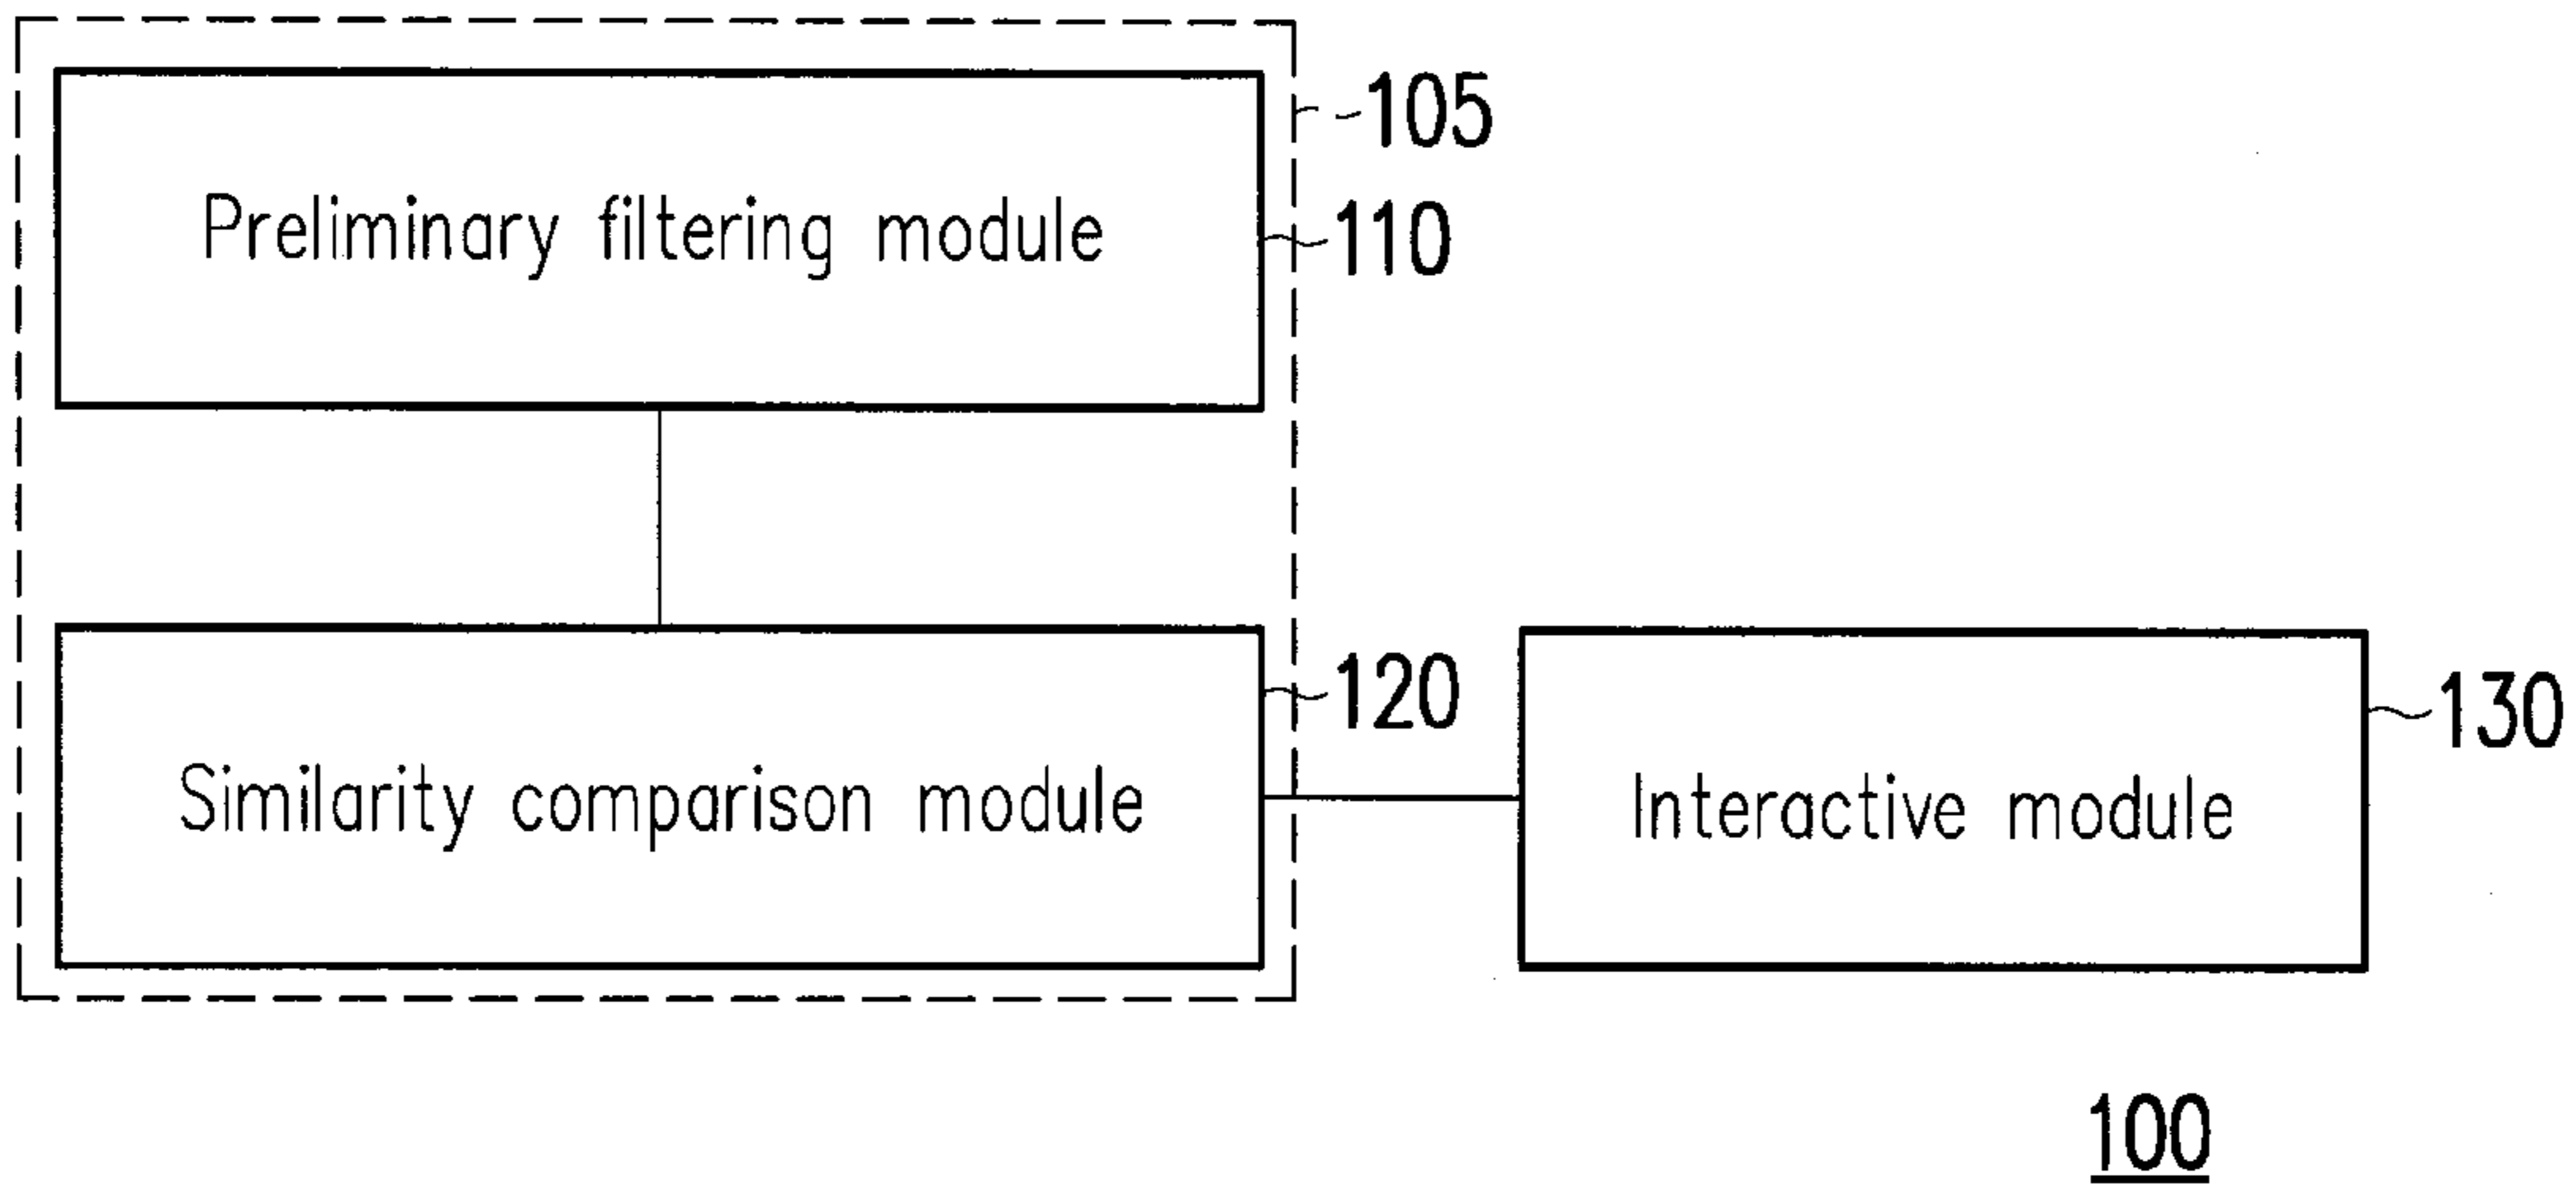 105
Preliminary filtering module
110
120
130
Similarity comparison module
Interactive module
100